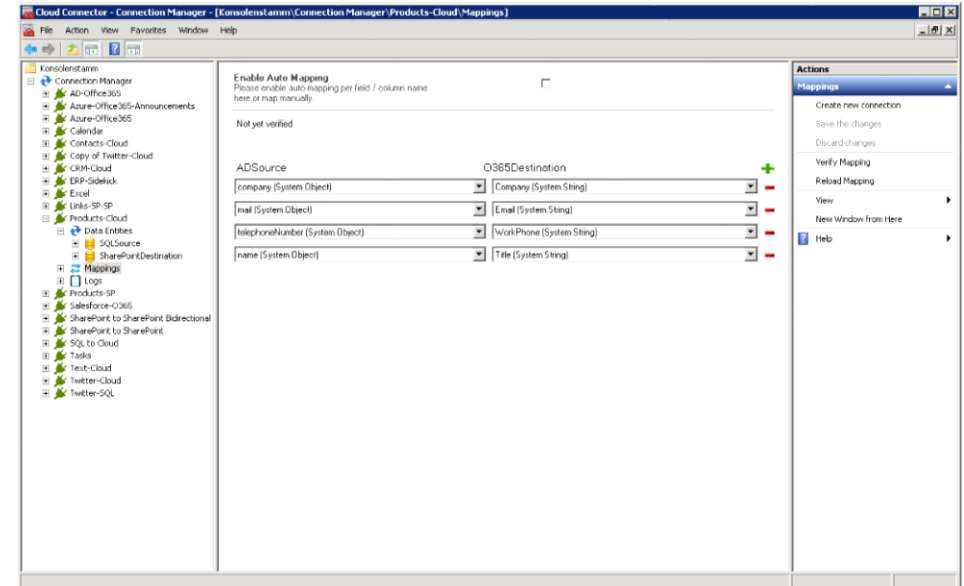 Cloud Connector - Connection Manager - [Konsolenstamm\Connection Manager\Products-Cloud\Mappings]
File Action View Favorites Window Help
Konsolenstamm
Connection Manager
AD-Office365
Azure-Office365-Announcements
Azure-Office365
Calendar
Contacts-Cloud
Copy of Twitter-Cloud
CRM-Cloud
ERP-Sidekick
Excel
Links-SP-SP
Products-Cloud
Data Entities
SQLSource
SharePointDestination
Mappings
Logs
Products-SP
Salesforce-O365
SharePoint to SharePoint Bidirectional
SharePoint to SharePoint
SQL to Cloud
Tasks
Text-Cloud
Twitter-Cloud
Twitter-SQL
Enable Auto Mapping
Please enable auto-mapping per field / column name
here or map manually.
Not yet verified
ADSource O365Destination
company (System.Object) Company (System.String)
mail (System.Object) Email (System.String)
telephoneNumber (System.Object) WorkPhone (System.String)
name (System.Object) Title (System.String)
Actions
Mappings
Create new connection
Save the changes
Discard changes
Verify Mapping
Reload Mapping
View
New Window from Here
Help